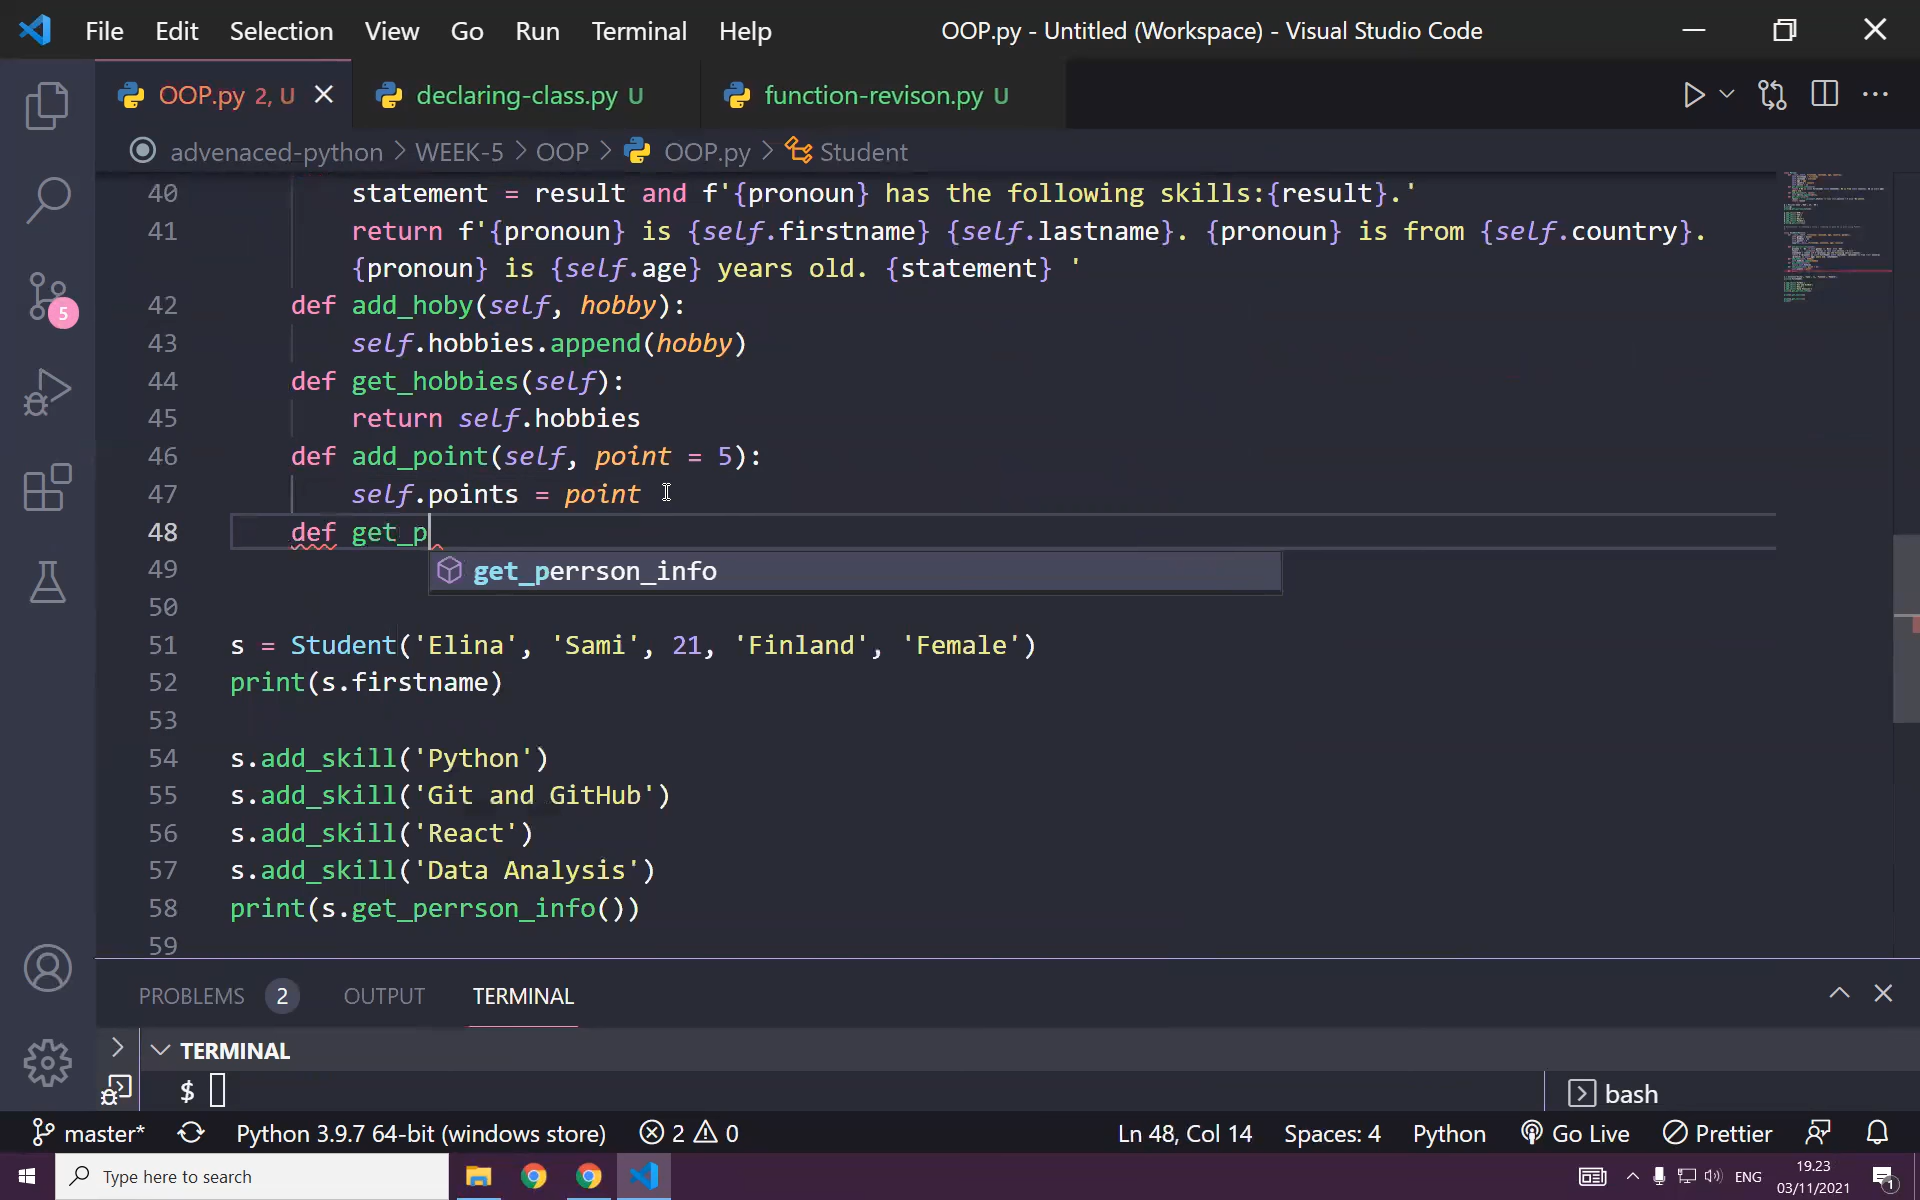 File Edit Selection View Go Run Terminal Help OOP.py - Untitled (Workspace) - Visual Studio Code
OOP.py 2, U declaring-class.py U function-revison.py U
advenaced-python > WEEK-5 > OOP > OOP.py > Student
40 statement = result and f'{pronoun} has the following skills:{result}.'
41 return f'{pronoun} is {self.firstname} {self.lastname}. {pronoun} is from {self.country}.
{pronoun} is {self.age} years old. {statement} '
42 def add_hoby(self, hobby):
43 self.hobbies.append(hobby)
44 def get_hobbies(self):
45 return self.hobbies
46 def add_point(self, point = 5):
47 self.points = point
48 def get_p
49 get_perrson_info
50
51 s = Student('Elina', 'Sami', 21, 'Finland', 'Female')
52 print(s.firstname)
53
54 s.add_skill('Python')
55 s.add_skill('Git and GitHub')
56 s.add_skill('React')
57 s.add_skill('Data Analysis')
58 print(s.get_perrson_info())
59
5
PROBLEMS 2 OUTPUT TERMINAL
TERMINAL
$
bash
master* Python 3.9.7 64-bit (windows store) 2 0 Ln 48, Col 14 Spaces: 4 Python Go Live Prettier
Type here to search ENG 19.23
03/11/2021 1